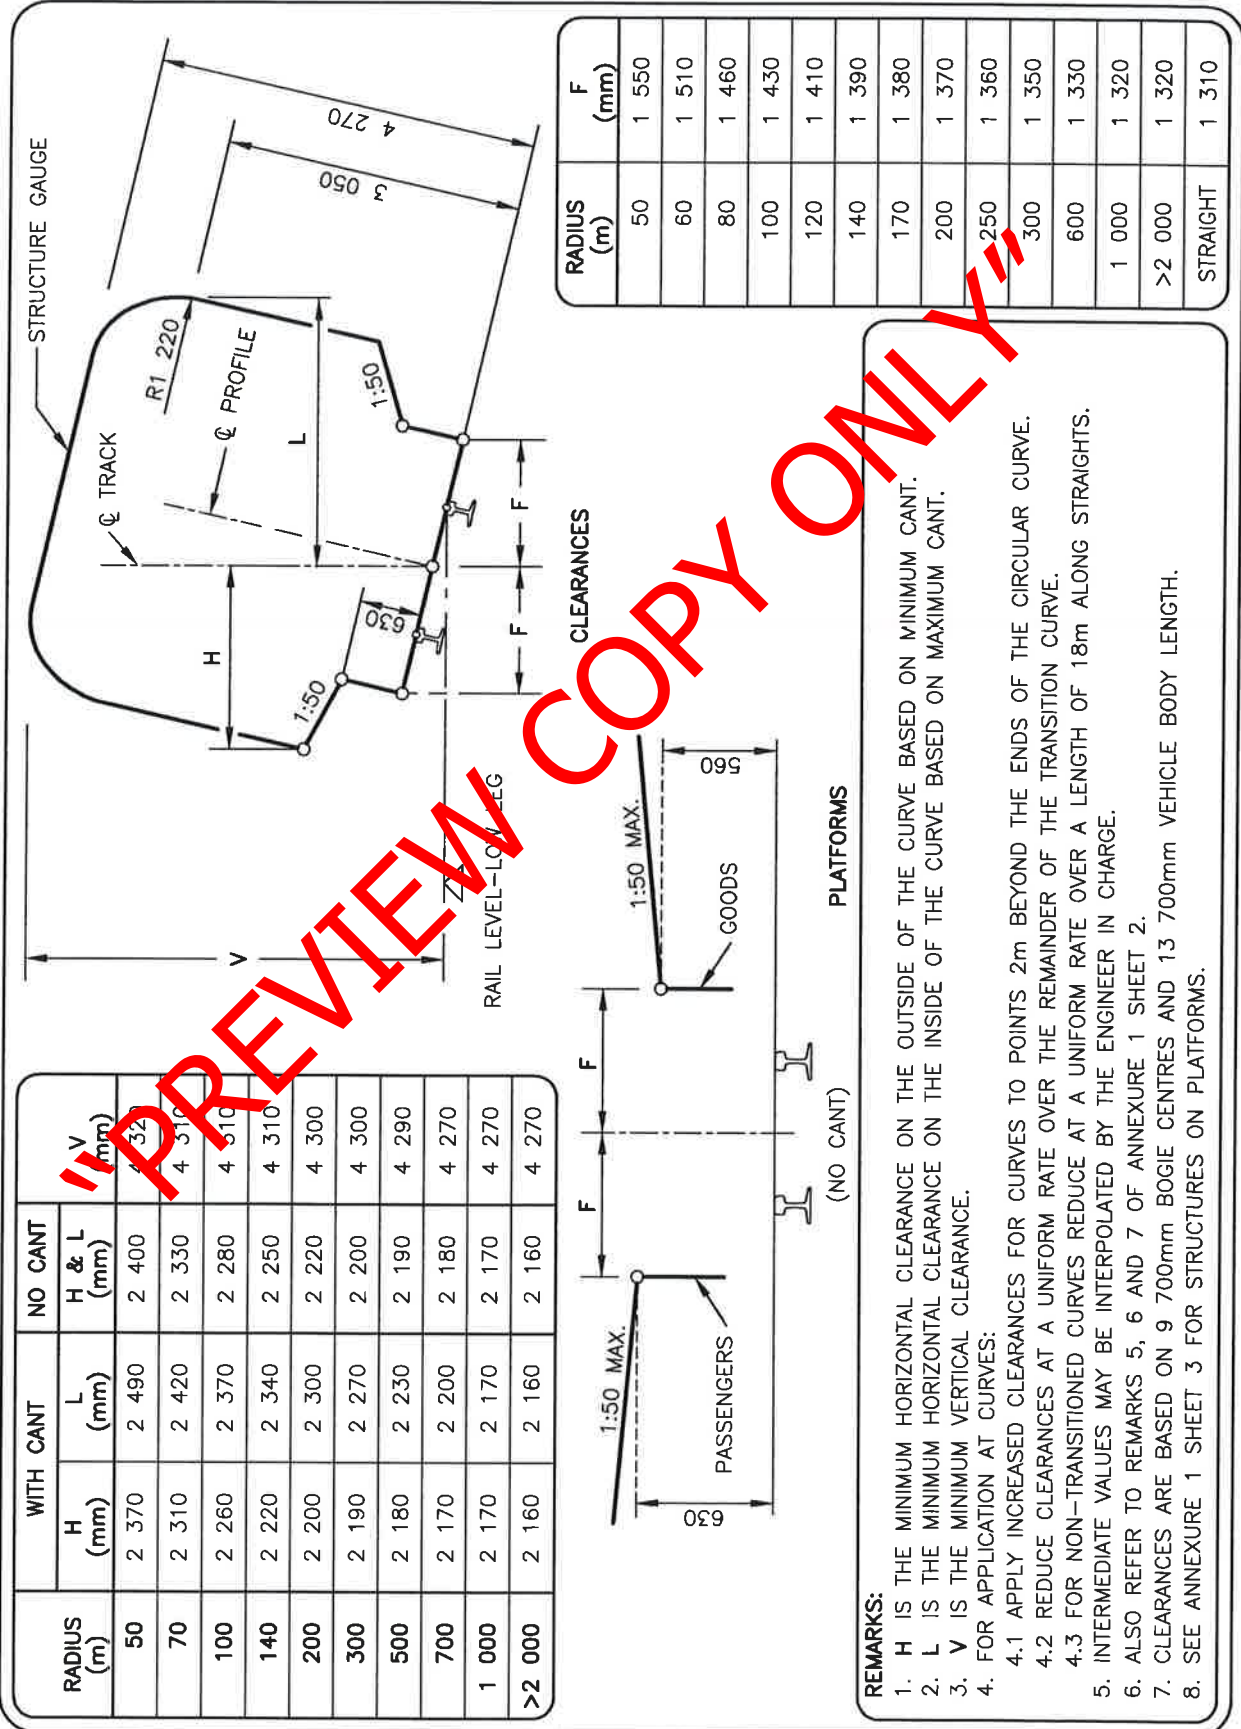 WITH CANT NO CANT
RADIUS (m) H (mm) L (mm) H & L (mm) V (mm)
50 2 370 2 490 2 400 4 320
70 2 310 2 420 2 330 4 310
100 2 260 2 370 2 280 4 310
140 2 220 2 340 2 250 4 310
200 2 200 2 300 2 220 4 300
300 2 190 2 270 2 200 4 300
500 2 180 2 230 2 190 4 290
700 2 170 2 200 2 180 4 270
1 000 2 170 2 170 2 170 4 270
>2 000 2 160 2 160 2 160 4 270
STRUCTURE GAUGE
℄ TRACK
R1 220
℄ PROFILE
4 270
3 050
H
L
V
1:50
1:50
630
F
F
RAIL LEVEL-LOW LEG
CLEARANCES
1:50 MAX.
F
F
1:50 MAX.
630
PASSENGERS
GOODS
560
(NO CANT)
PLATFORMS
RADIUS (m) F (mm)
50 1 550
60 1 510
80 1 460
100 1 430
120 1 410
140 1 390
170 1 380
200 1 370
250 1 360
300 1 350
600 1 330
1 000 1 320
>2 000 1 320
STRAIGHT 1 310
REMARKS:
1. H IS THE MINIMUM HORIZONTAL CLEARANCE ON THE OUTSIDE OF THE CURVE BASED ON MINIMUM CANT.
2. L IS THE MINIMUM HORIZONTAL CLEARANCE ON THE INSIDE OF THE CURVE BASED ON MAXIMUM CANT.
3. V IS THE MINIMUM VERTICAL CLEARANCE.
4. FOR APPLICATION AT CURVES:
4.1 APPLY INCREASED CLEARANCES FOR CURVES TO POINTS 2m BEYOND THE ENDS OF THE CIRCULAR CURVE.
4.2 REDUCE CLEARANCES AT A UNIFORM RATE OVER THE REMAINDER OF THE TRANSITION CURVE.
4.3 FOR NON-TRANSITIONED CURVES REDUCE AT A UNIFORM RATE OVER A LENGTH OF 18m ALONG STRAIGHTS.
5. INTERMEDIATE VALUES MAY BE INTERPOLATED BY THE ENGINEER IN CHARGE.
6. ALSO REFER TO REMARKS 5, 6 AND 7 OF ANNEXURE 1 SHEET 2.
7. CLEARANCES ARE BASED ON 9 700mm BOGIE CENTRES AND 13 700mm VEHICLE BODY LENGTH.
8. SEE ANNEXURE 1 SHEET 3 FOR STRUCTURES ON PLATFORMS.
"PREVIEW COPY ONLY"